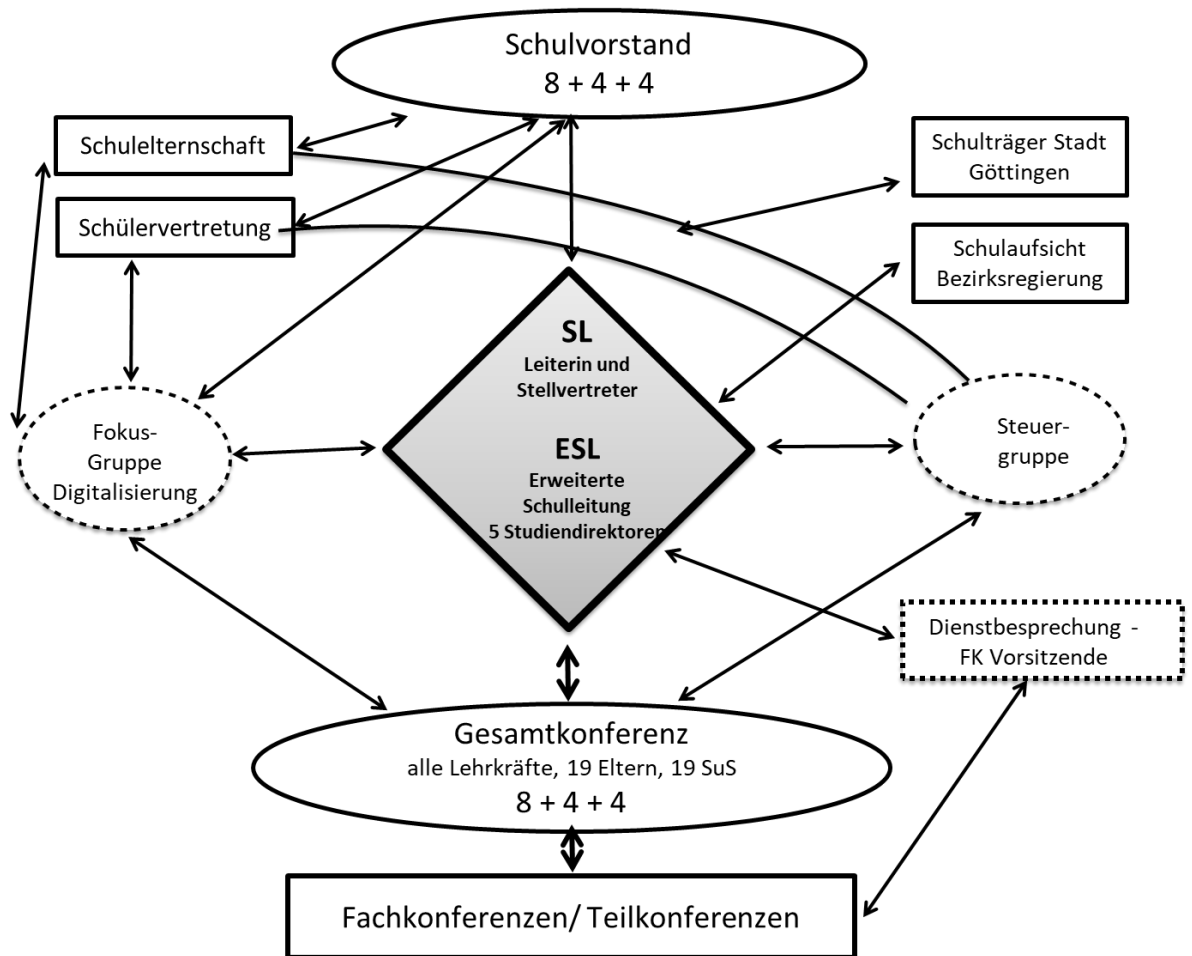 Schulvorstand
8 + 4 + 4
Schulelternschaft
Schülervertretung
Schulträger Stadt
Göttingen
Schulaufsicht
Bezirksregierung
SL
Leiterin und
Stellvertreter
ESL
Erweiterte
Schulleitung
5 Studiendirektoren
Fokus-
Gruppe
Digitalisierung
Steuer-
gruppe
Dienstbesprechung -
FK Vorsitzende
Gesamtkonferenz
alle Lehrkräfte, 19 Eltern, 19 SuS
8 + 4 + 4
Fachkonferenzen/ Teilkonferenzen